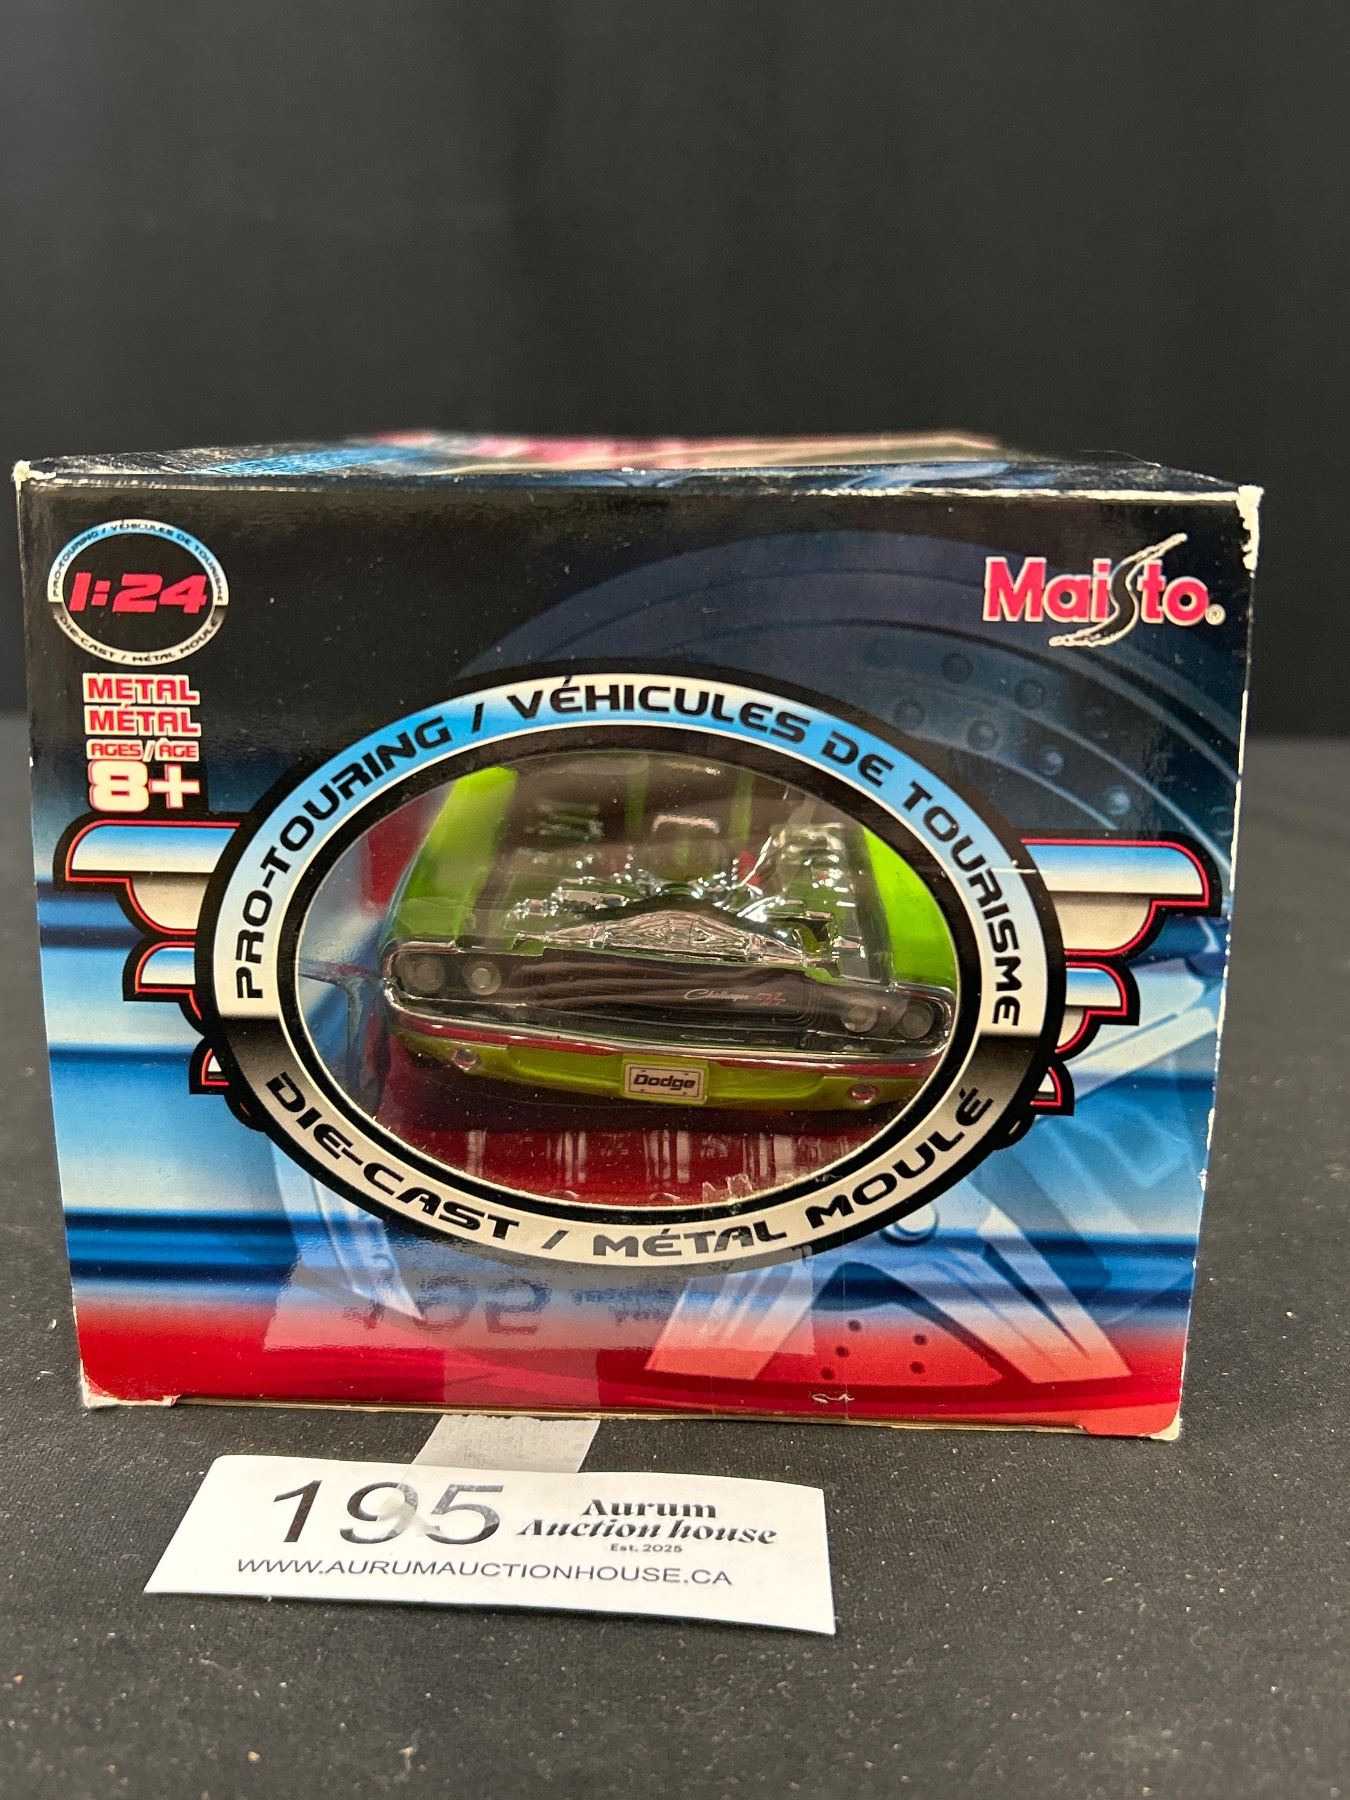 PRO-TOURING / VÉHICULES DE TOURISME
1:24
DIE-CAST / MÉTAL MOULÉ
Maisto®
METAL
MÉTAL
AGES / ÂGE
8+
PRO-TOURING / VÉHICULES DE TOURISME
Challenger R/T
Dodge
DIE-CAST / MÉTAL MOULÉ
195
Aurum
Auction house
Est. 2025
WWW.AURUMAUCTIONHOUSE.CA